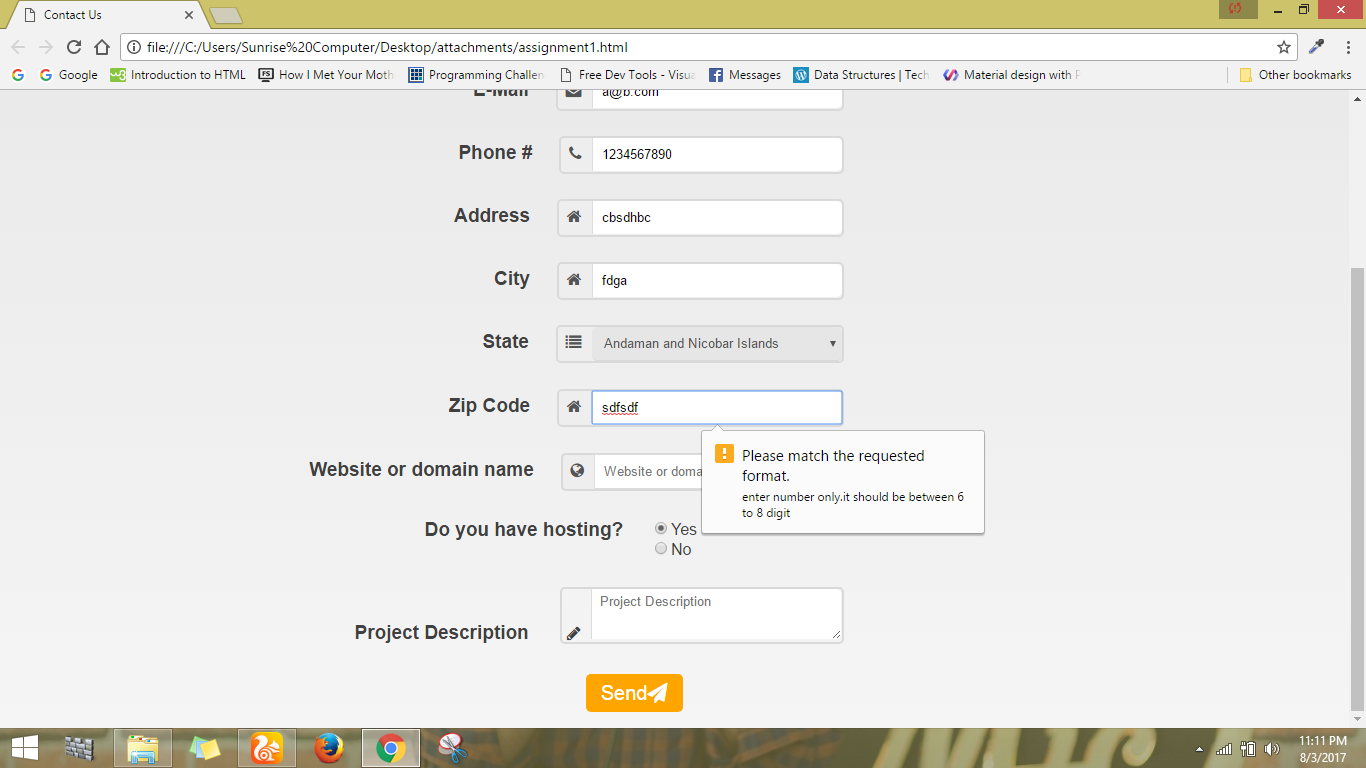 Contact Us
file:///C:/Users/Sunrise%20Computer/Desktop/attachments/assignment1.html
Google Introduction to HTML How I Met Your Moth Programming Challen Free Dev Tools - Visua Messages Data Structures | Tech Material design with Other bookmarks
E-Mail a@b.com
Phone # 1234567890
Address cbsdhbc
City fdga
State Andaman and Nicobar Islands
Zip Code sdfsdf
Please match the requested
format.
enter number only.it should be between 6
to 8 digit
Website or domain name Website or doma
Do you have hosting? Yes
No
Project Description
Project Description
Send
11:11 PM
8/3/2017